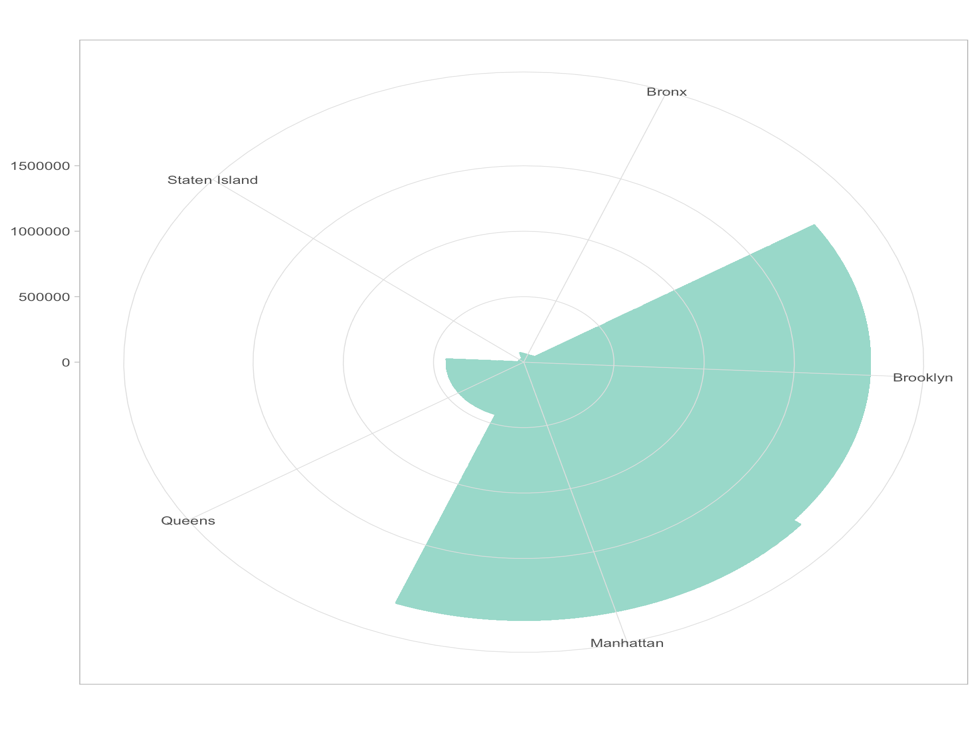 Bronx
1500000
Staten Island
1000000
500000
0
Brooklyn
Queens
Manhattan